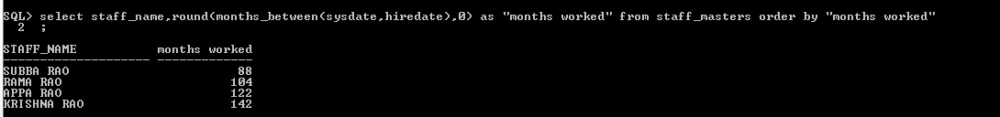 SQL> select staff_name,round(months_between(sysdate,hiredate),0) as "months worked" from staff_masters order by "months worked"
2 ;
STAFF_NAME months worked
-------------------- -------------
SUBBA RAO 88
RAMA RAO 104
APPA RAO 122
KRISHNA RAO 142